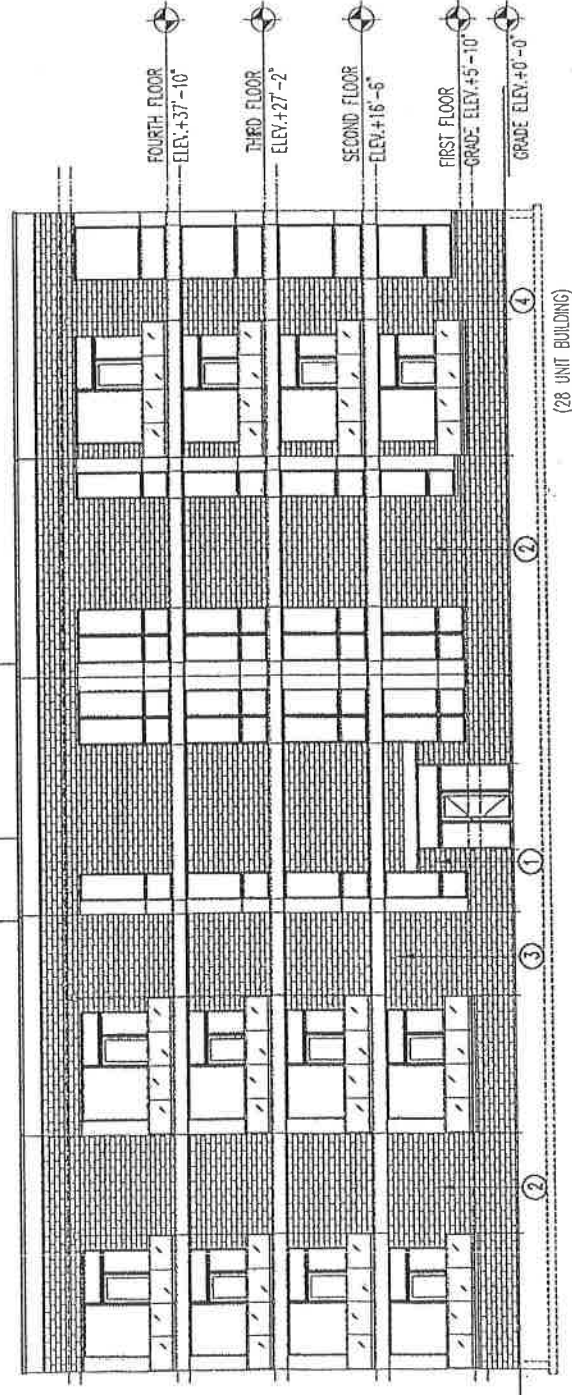 FOURTH FLOOR
ELEV.+37'-10"
THIRD FLOOR
ELEV.+27'-2"
SECOND FLOOR
ELEV.+16'-6"
FIRST FLOOR
GRADE ELEV.+5'-10"
GRADE ELEV.+0'-0"
2
3
1
2
4
(28 UNIT BUILDING)